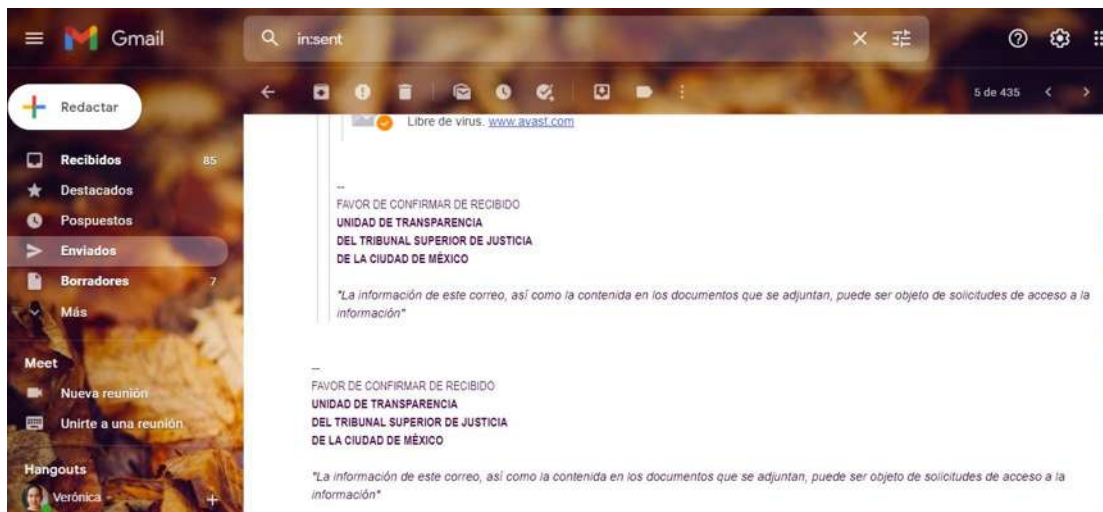 Gmail
in:sent
Redactar
5 de 435
Recibidos 85
Destacados
Pospuestos
Enviados
Borradores 7
Más
Meet
Nueva reunión
Unirte a una reunión
Hangouts
Verónica
Libre de virus. www.avast.com
--
FAVOR DE CONFIRMAR DE RECIBIDO
UNIDAD DE TRANSPARENCIA
DEL TRIBUNAL SUPERIOR DE JUSTICIA
DE LA CIUDAD DE MÉXICO
"La información de este correo, así como la contenida en los documentos que se adjuntan, puede ser objeto de solicitudes de acceso a la
información"
--
FAVOR DE CONFIRMAR DE RECIBIDO
UNIDAD DE TRANSPARENCIA
DEL TRIBUNAL SUPERIOR DE JUSTICIA
DE LA CIUDAD DE MÉXICO
"La información de este correo, así como la contenida en los documentos que se adjuntan, puede ser objeto de solicitudes de acceso a la
información"